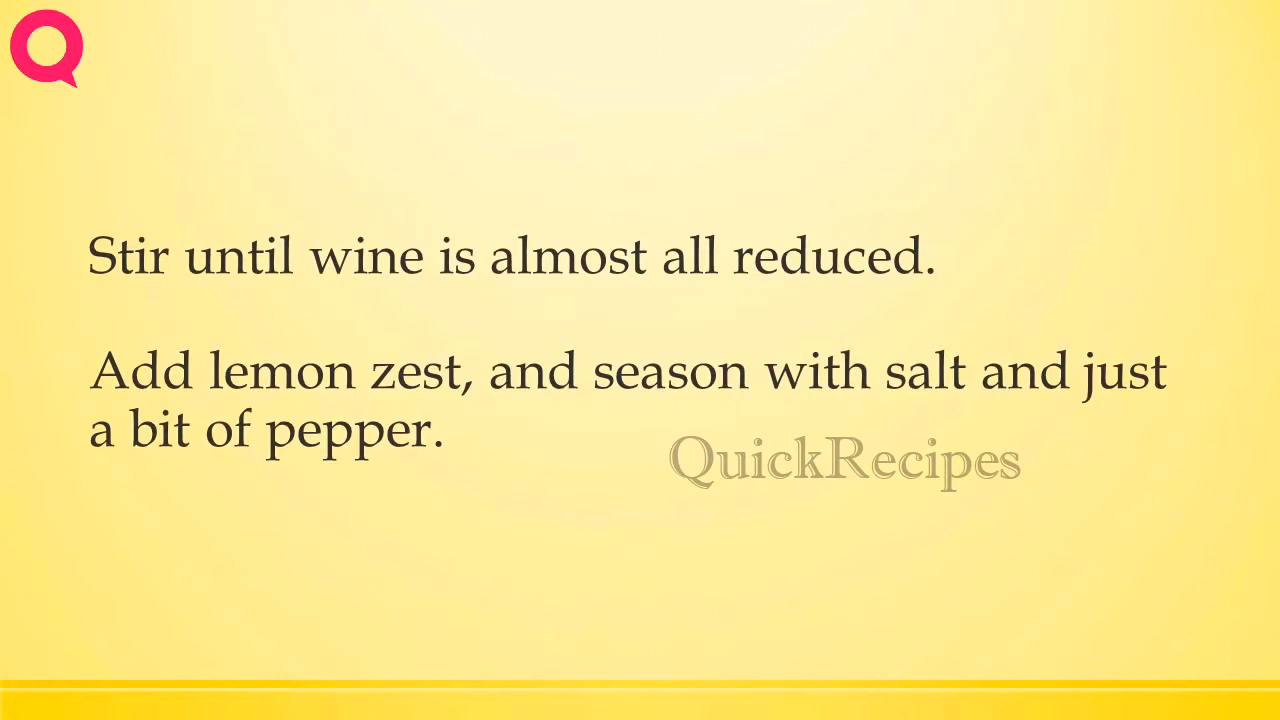 Stir until wine is almost all reduced.
Add lemon zest, and season with salt and just
a bit of pepper.
QuickRecipes